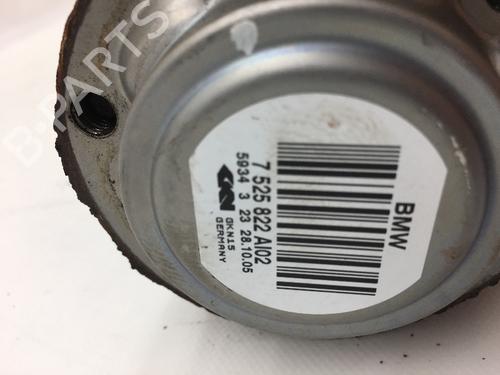 BMW
7 525 822 AI02
5934 3 23 28.10.05
GKN
GKN15
GERMANY
B-PARTS